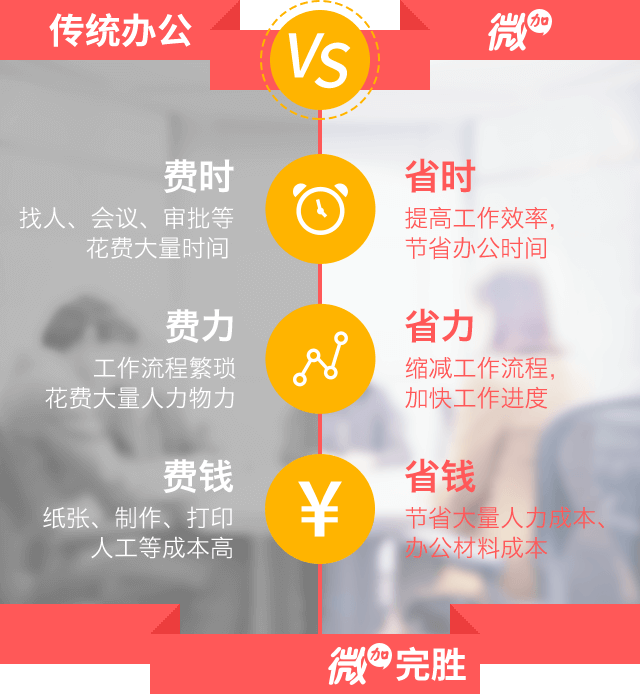 传统办公
VS
微加
费时
找人、会议、审批等
花费大量时间
省时
提高工作效率,
节省办公时间
费力
工作流程繁琐
花费大量人力物力
省力
缩减工作流程,
加快工作进度
费钱
纸张、制作、打印
人工等成本高
¥
省钱
节省大量人力成本、
办公材料成本
微加完胜